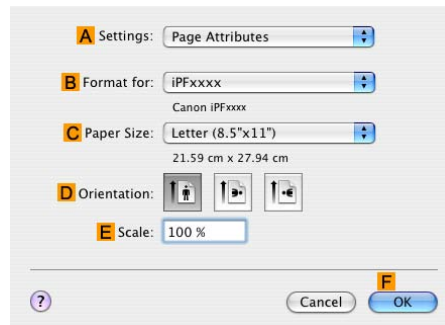 A Settings: Page Attributes
B Format for: iPFxxxx
Canon iPFxxxx
C Paper Size: Letter (8.5"x11")
21.59 cm x 27.94 cm
D Orientation:
E Scale: 100 %
F
? Cancel OK